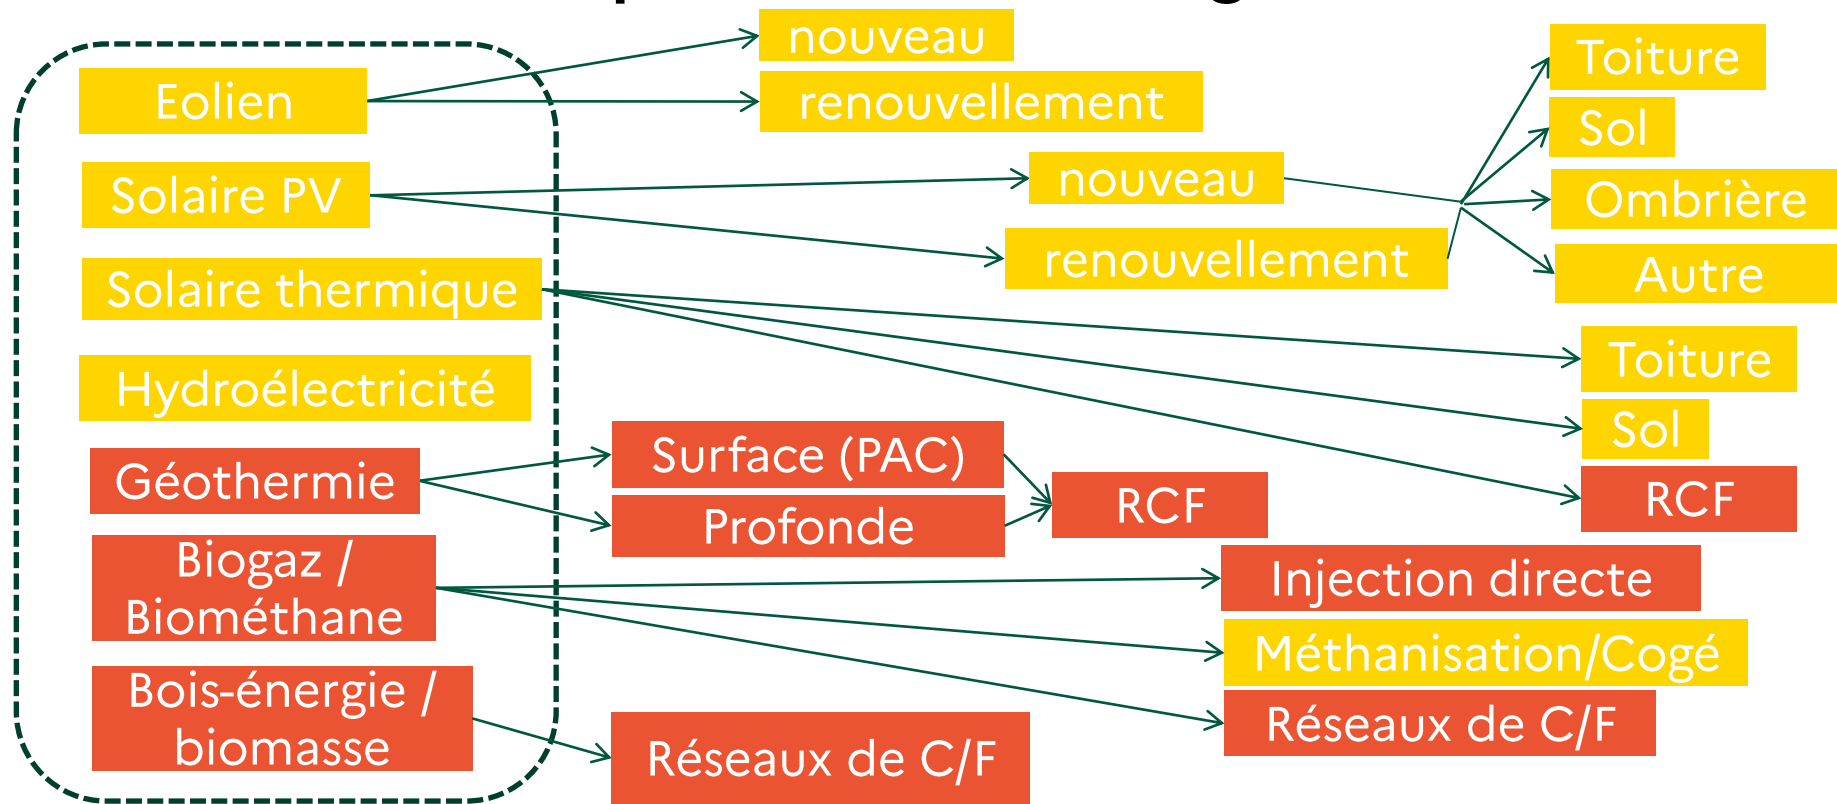 Eolien
nouveau
renouvellement
Solaire PV
nouveau
renouvellement
Toiture
Sol
Ombrière
Autre
Solaire thermique
Toiture
Sol
RCF
Hydroélectricité
Géothermie
Surface (PAC)
Profonde
RCF
Biogaz /
Biométhane
Injection directe
Méthanisation/Cogé
Réseaux de C/F
Bois-énergie /
biomasse
Réseaux de C/F